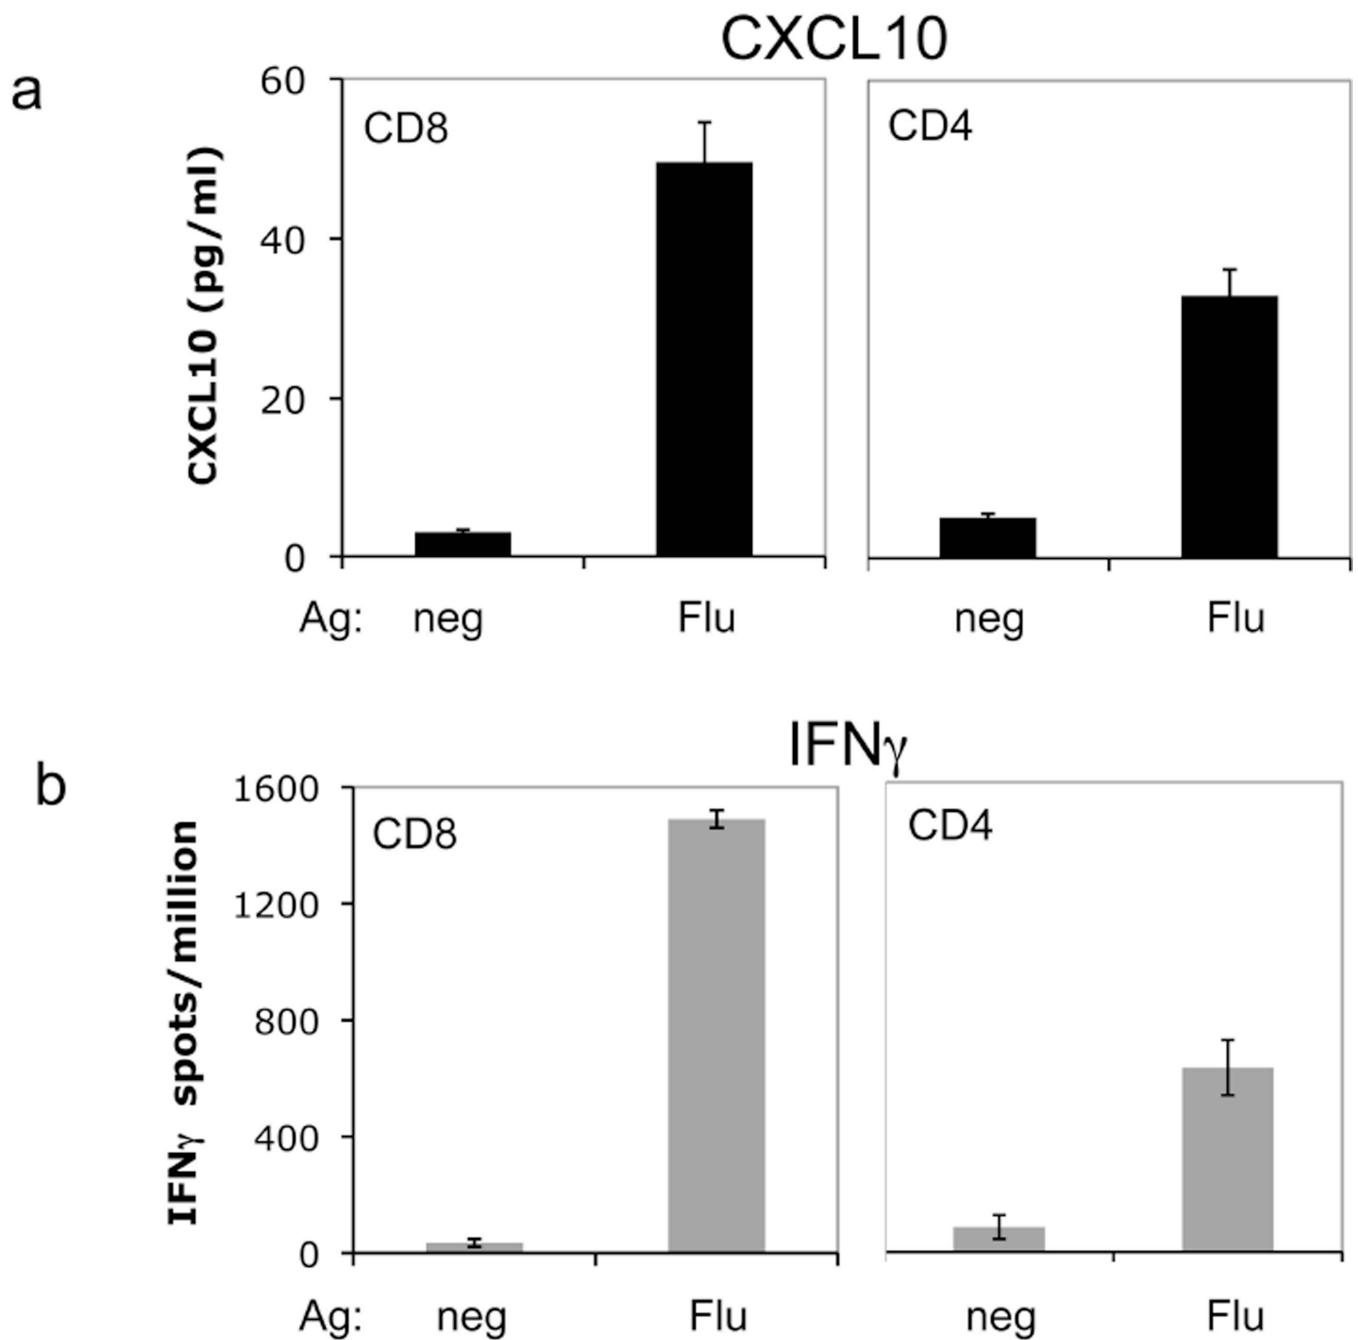 CXCL10
a
CXCL10 (pg/ml)
60
40
20
0
CD8
CD4
Ag: neg Flu neg Flu
IFNγ
b
IFNγ spots/million
1600
1200
800
400
0
CD8
CD4
Ag: neg Flu neg Flu